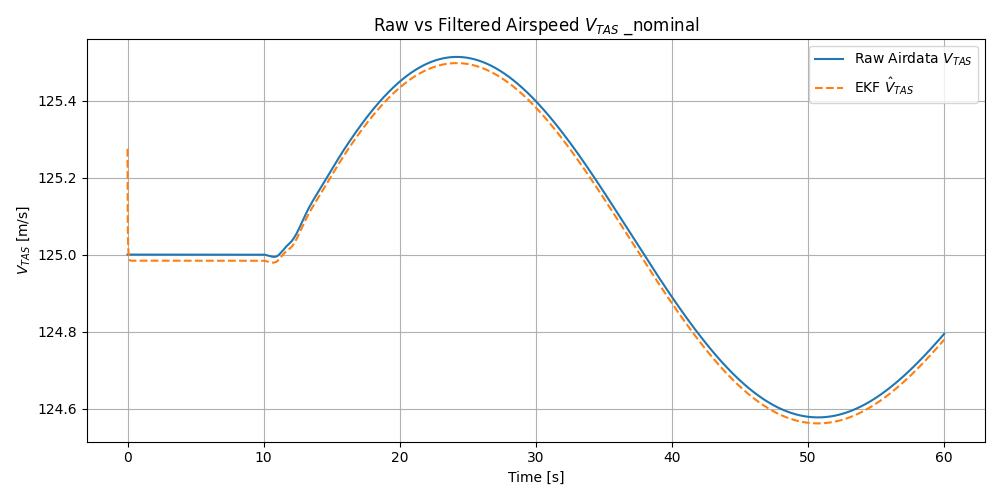 Raw vs Filtered Airspeed V_TAS _nominal
Raw Airdata V_TAS
EKF V̂_TAS
V_TAS [m/s]
125.4
125.2
125.0
124.8
124.6
0 10 20 30 40 50 60
Time [s]